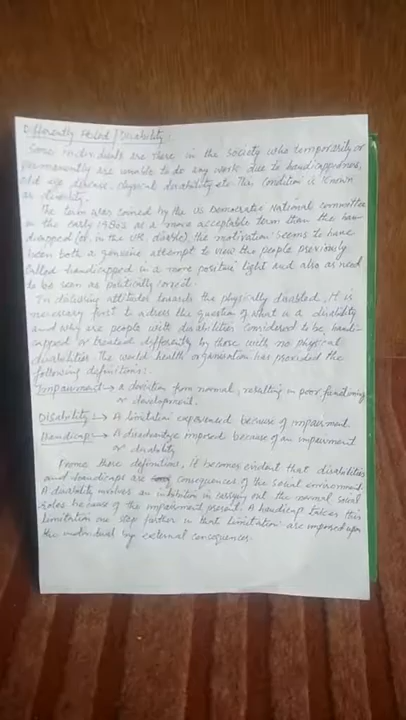 Differently Abled / Disability :
Some individuals are there in the society who temporarily or
permanently are unable to do any work due to handicappness,
old age disease, physical disability etc. This condition is known
as disability.
The term was coined by the US Democratic National Committee
in the early 1980s as a more acceptable term than the han-
dicapped (or, in the UK, disable), the motivation seems to have
been both a genuine attempt to view the people previously
called handicapped in a more positive light and also as need
to be seen as politically correct.
In discussing attitudes towards the physically disabled, it is
necessary first to adress the question of what is a disability
and why are people with disabilities considered to be handi-
capped or treated differently by those with no physical
disabilities. The world health organisation has provided the
following definitions:-
Impairment → a deviation from normal, resulting in poor functioning
or development.
Disability :→ A limitation experienced because of impairment
Handicap :→ A disadvantage imposed because of an impairment
or disability
From these definitions, it becomes evident that disabilities
and handicaps are consequences of the social environment.
A disability involves an inhibition in carrying out the normal social
roles because of the impairment present. A handicap takes this
limitation one step further in that limitations are imposed upon
the individual by external consequences.